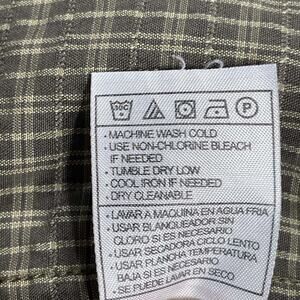 30C P
- MACHINE WASH COLD
- USE NON-CHLORINE BLEACH
IF NEEDED
- TUMBLE DRY LOW
- COOL IRON IF NEEDED
- DRY CLEANABLE
- LAVAR A MAQUINA EN AGUA FRIA
- USAR BLANQUEADOR SIN
CLORO SI ES NECESARIO
- USAR SECADORA CICLO LENTO
- USAR PLANCHA TEMPERATURA
BAJA SI ES NECESARIO
- SE PUEDE LAVAR EN SECO